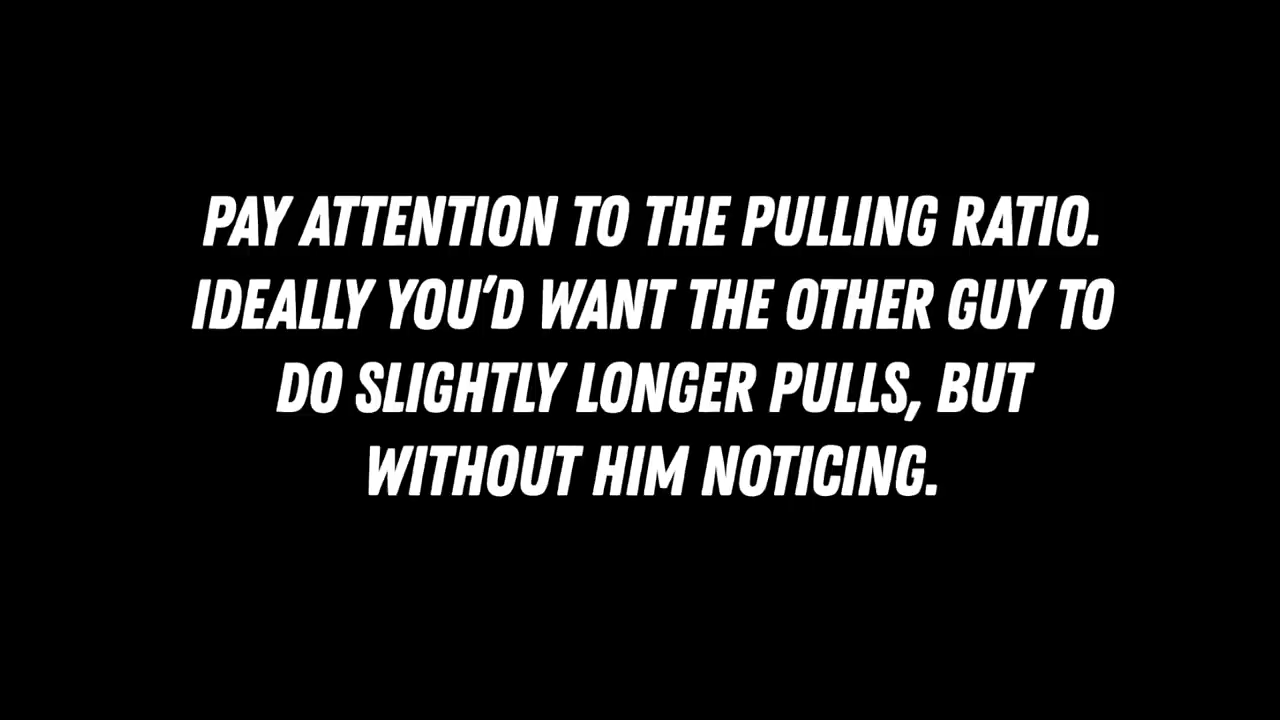 PAY ATTENTION TO THE PULLING RATIO.
IDEALLY YOU'D WANT THE OTHER GUY TO
DO SLIGHTLY LONGER PULLS, BUT
WITHOUT HIM NOTICING.